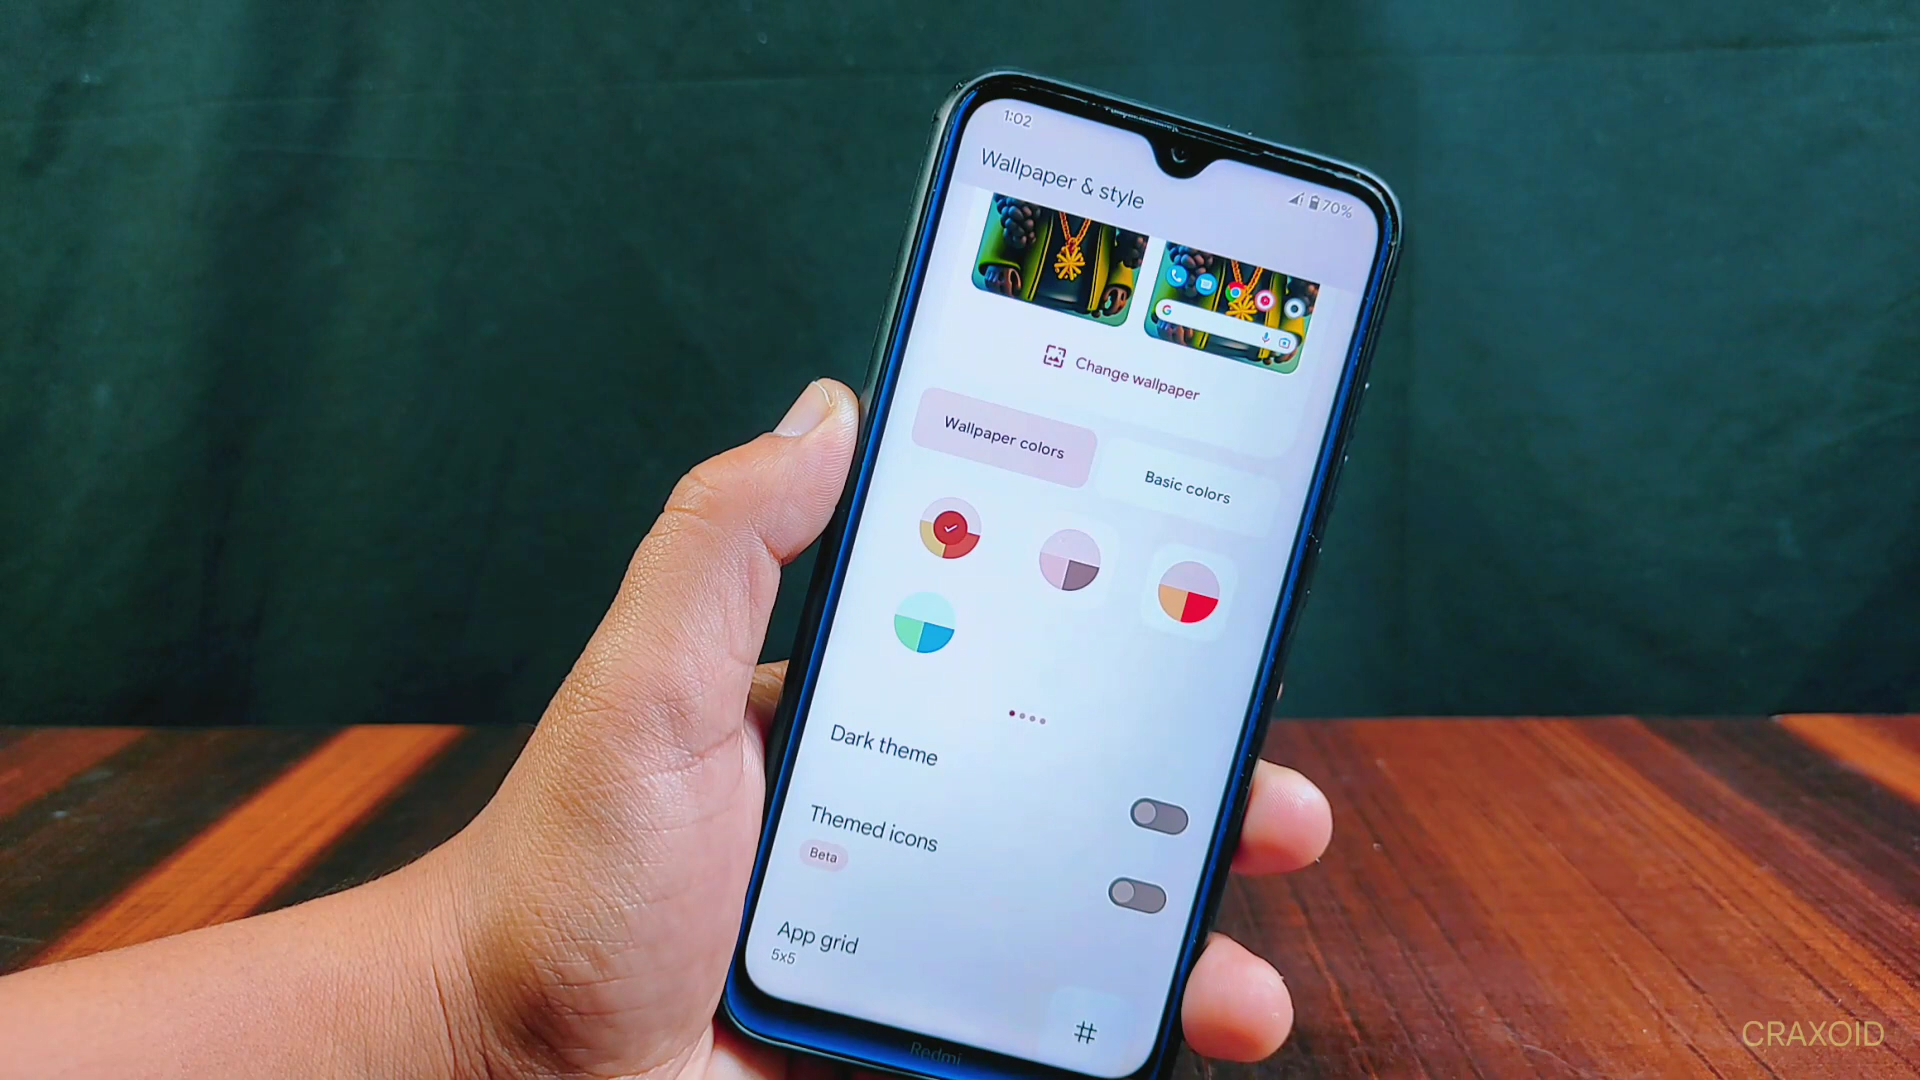 1:02
70%
Wallpaper & style
Change wallpaper
Wallpaper colors
Basic colors
Dark theme
Themed icons
Beta
App grid
5x5
Redmi
CRAXOID